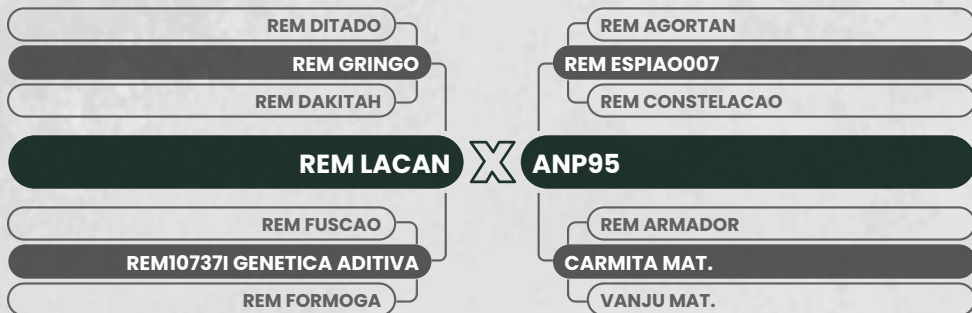 REM DITADO
REM GRINGO
REM DAKITAH
REM LACAN
REM FUSCAO
REM10737I GENETICA ADITIVA
REM FORMOGA
X
REM AGORTAN
REM ESPIAO007
REM CONSTELACAO
ANP95
REM ARMADOR
CARMITA MAT.
VANJU MAT.